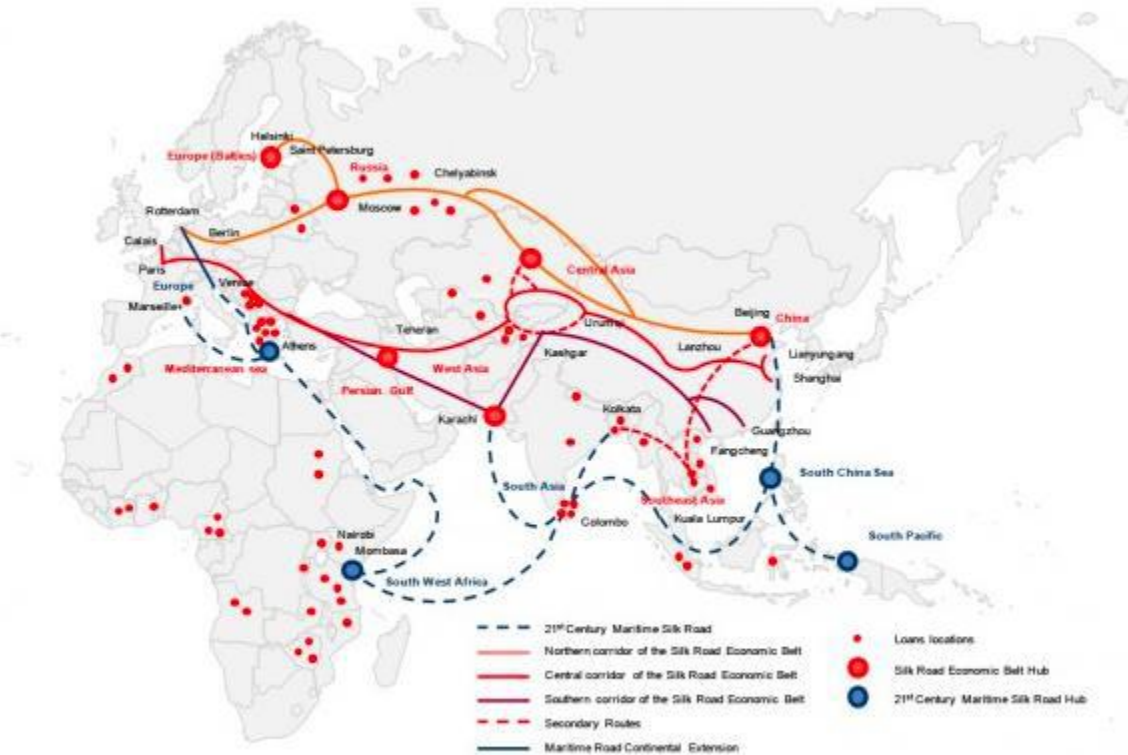 Helsinki
Saint Petersburg
Europe (Baltics)
Russia
Chelyabinsk
Moscow
Rotterdam
Berlin
Calais
Paris
Central Asia
Europe
Venise
Marseille
Beijing
China
Urumqi
Teheran
Lanzhou
Athens
Kashgar
Lianyungang
Mediterranean sea
West Asia
Shanghai
Persian Gulf
Karachi
Kolkata
Guangzhou
Fangcheng
South China Sea
South Asia
Southeast Asia
Colombo
Kuala Lumpur
Nairobi
South Pacific
Mombasa
South West Africa
21st Century Maritime Silk Road
Northern corridor of the Silk Road Economic Belt
Central corridor of the Silk Road Economic Belt
Southern corridor of the Silk Road Economic Belt
Secondary Routes
Maritime Road Continental Extension
Loans locations
Silk Road Economic Belt Hub
21st Century Maritime Silk Road Hub